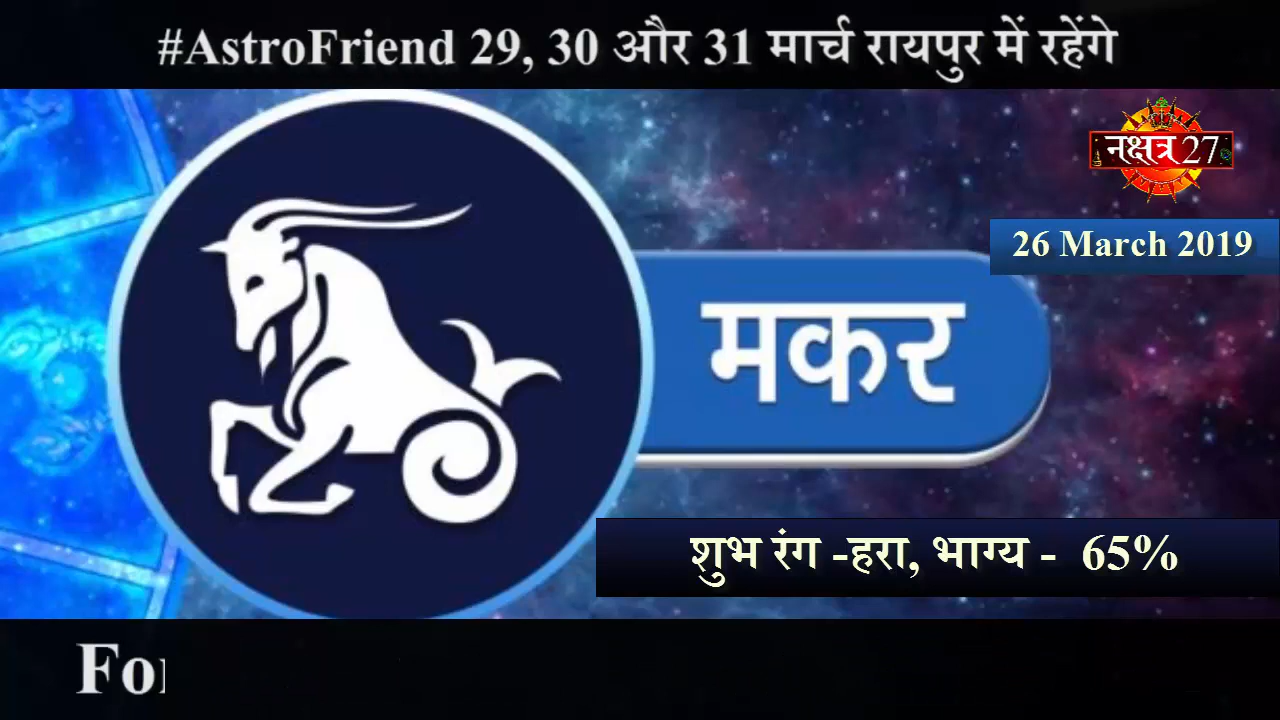 #AstroFriend 29, 30 और 31 मार्च रायपुर में रहेंगे
नक्षत्र 27
26 March 2019
मकर
शुभ रंग -हरा, भाग्य - 65%